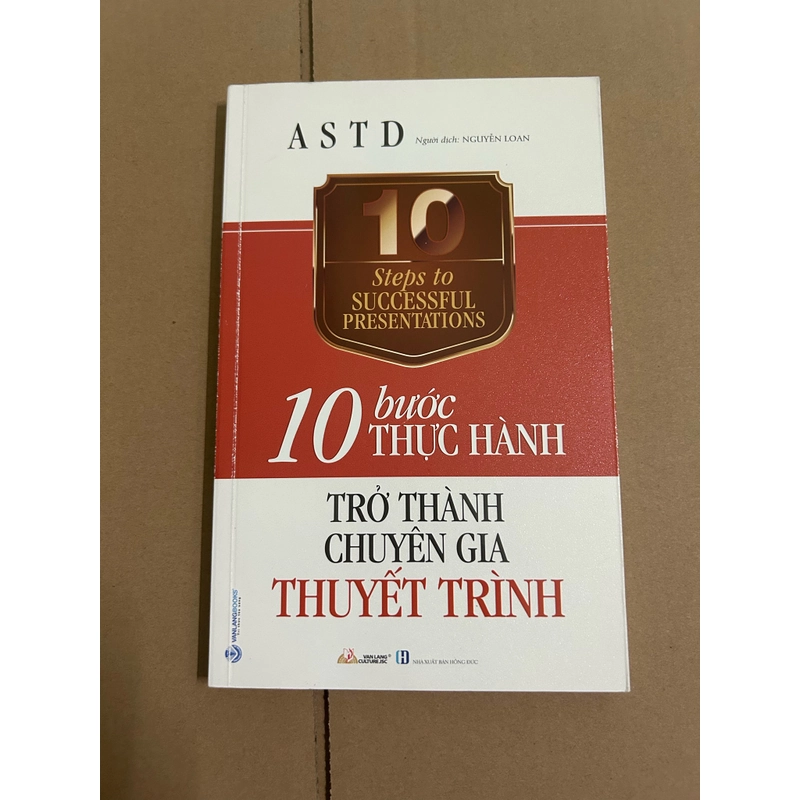 ASTD Người dịch: NGUYỄN LOAN
10
Steps to
SUCCESSFUL
PRESENTATIONS
10 bước
THỰC HÀNH
TRỞ THÀNH
CHUYÊN GIA
THUYẾT TRÌNH
VANLANGBOOKS
VAN LANG
CULTURE.JSC
NHÀ XUẤT BẢN HỒNG ĐỨC